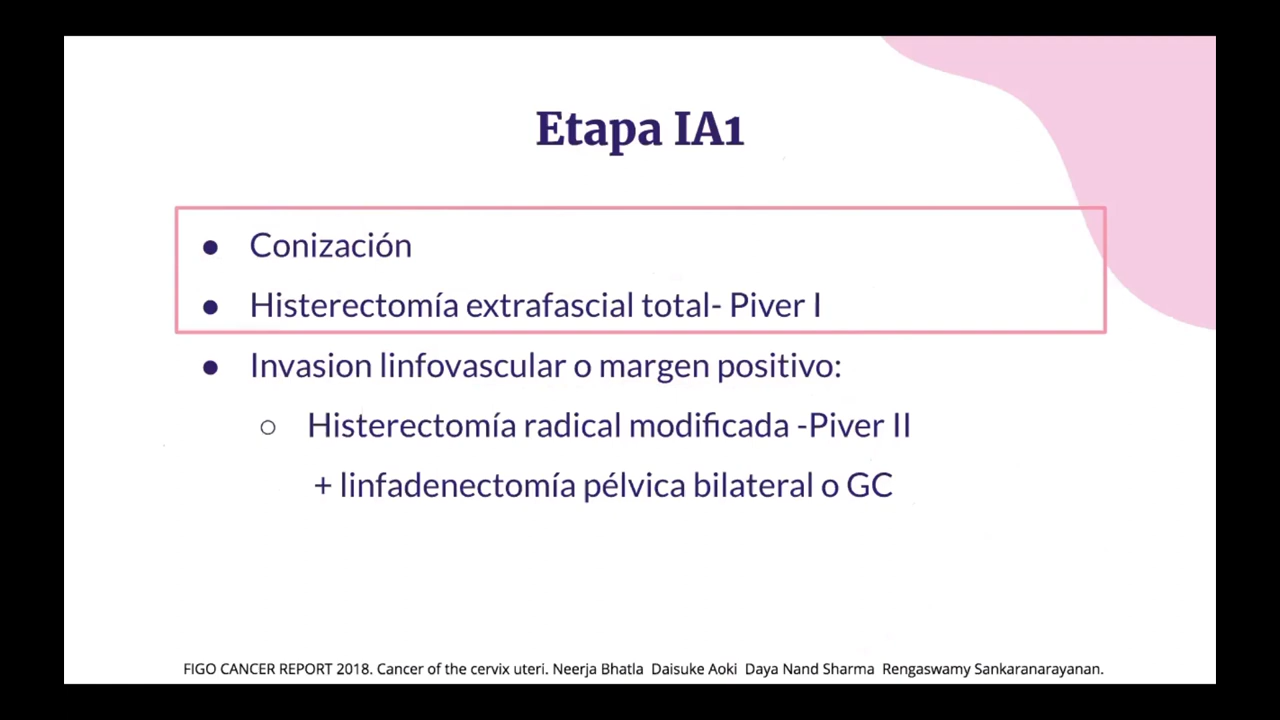 Etapa IA1
● Conización
● Histerectomía extrafascial total- Piver I
● Invasion linfovascular o margen positivo:
○ Histerectomía radical modificada -Piver II
+ linfadenectomía pélvica bilateral o GC
FIGO CANCER REPORT 2018. Cancer of the cervix uteri. Neerja Bhatla Daisuke Aoki Daya Nand Sharma Rengaswamy Sankaranarayanan.